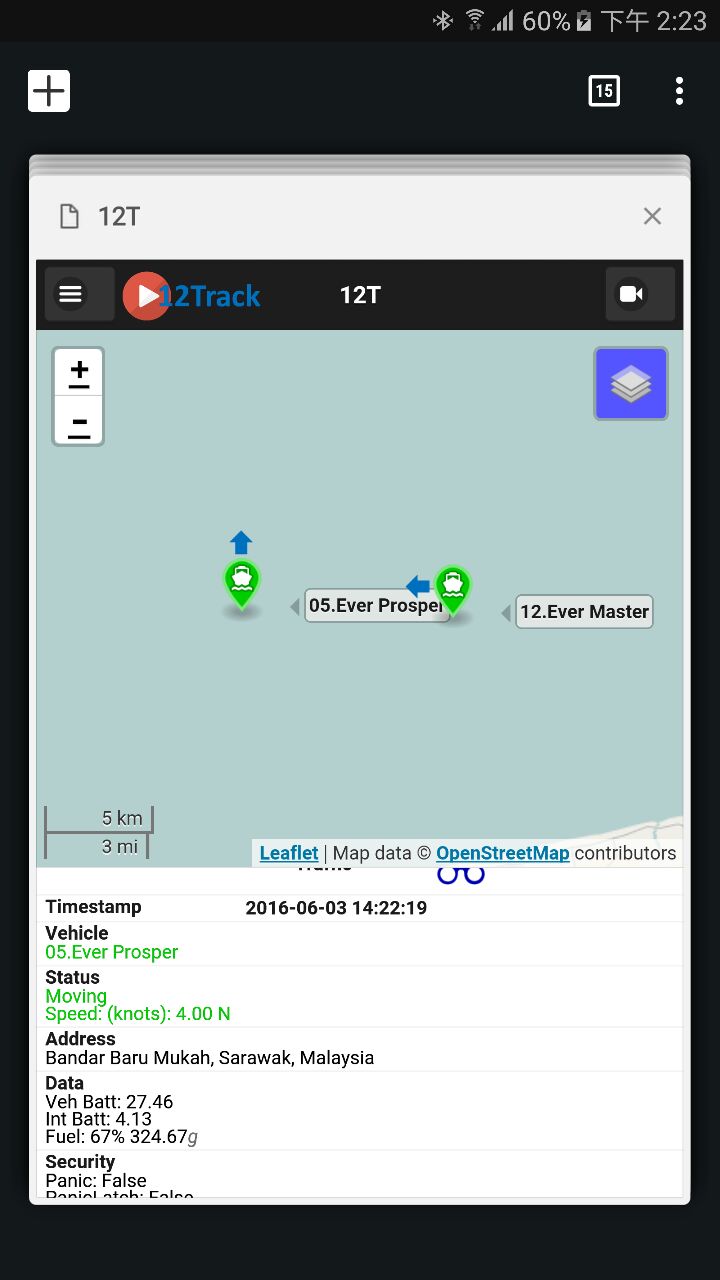 60% 下午 2:23
15
12T
12Track
12T
+
−
05.Ever Prosper
12.Ever Master
5 km
3 mi
Leaflet | Map data © OpenStreetMap contributors
Timestamp 2016-06-03 14:22:19
Vehicle
05.Ever Prosper
Status
Moving
Speed: (knots): 4.00 N
Address
Bandar Baru Mukah, Sarawak, Malaysia
Data
Veh Batt: 27.46
Int Batt: 4.13
Fuel: 67% 324.67g
Security
Panic: False
PanicLatch: False